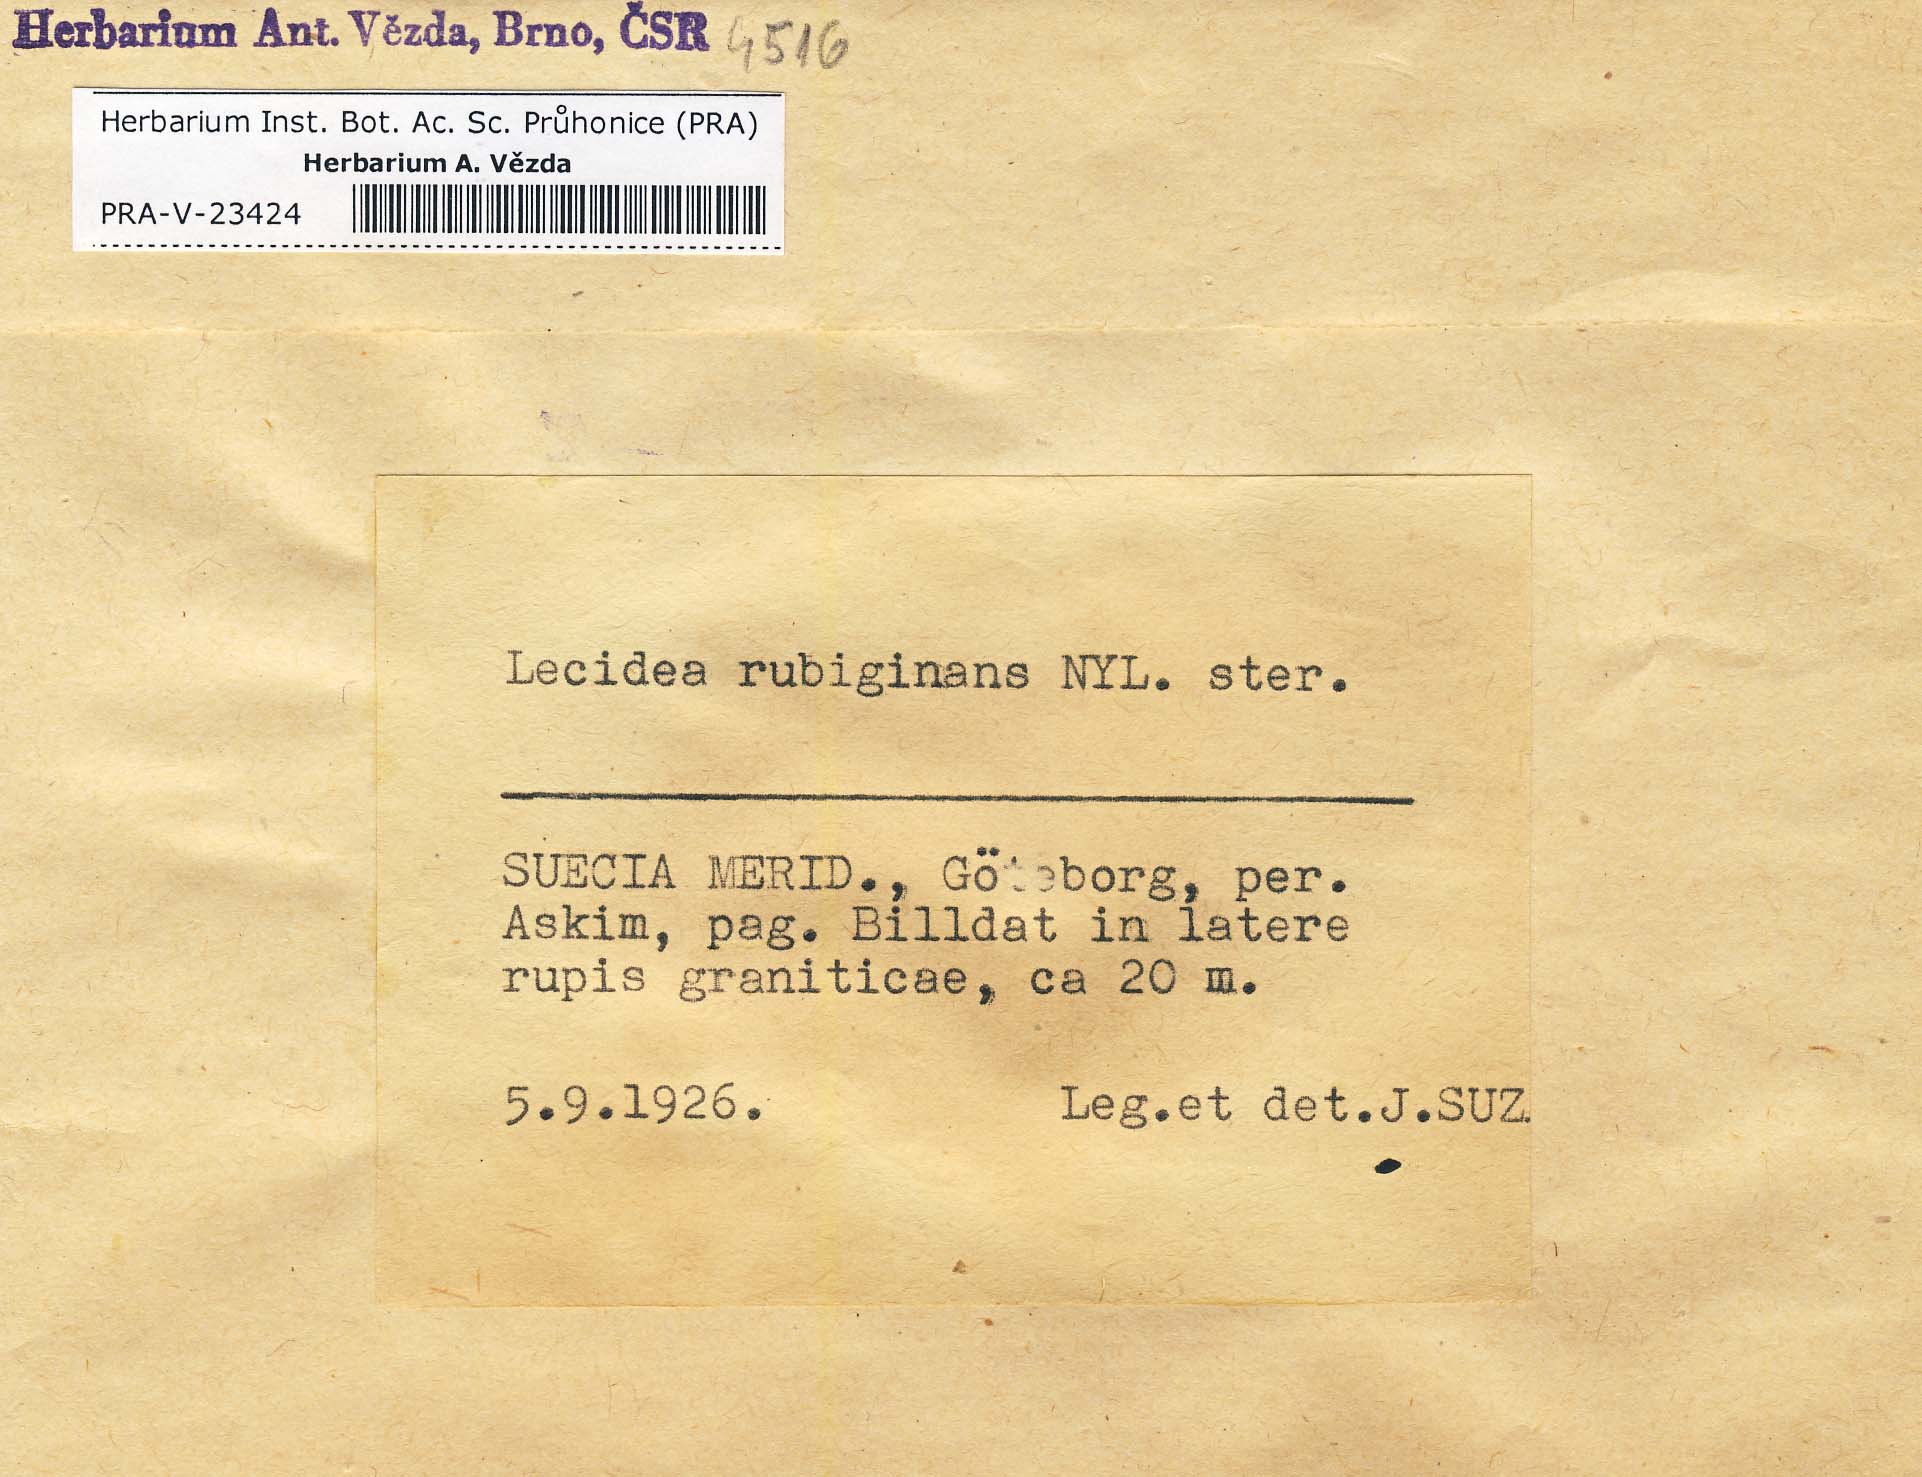 Herbarium Ant. Vězda, Brno, ČSR 4516
Herbarium Inst. Bot. Ac. Sc. Průhonice (PRA)
Herbarium A. Vězda
PRA-V-23424
Lecidea rubiginans NYL. ster.
SUECIA MERID., Göteborg, per.
Askim, pag. Billdat in latere
rupis graniticae, ca 20 m.
5.9.1926. Leg.et det.J.SUZ